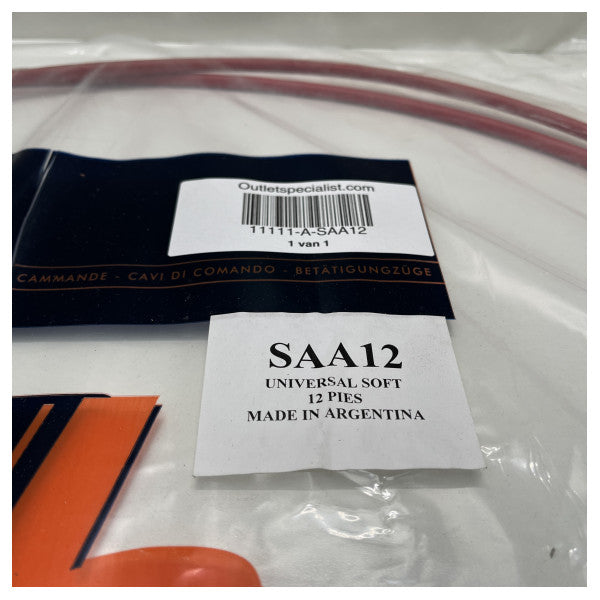 Outletspecialist.com
11111-A-SAA12
1 van 1
CAMMANDE - CAVI DI COMANDO - BETÄTIGUNGZÜGE
SAA12
UNIVERSAL SOFT
12 PIES
MADE IN ARGENTINA